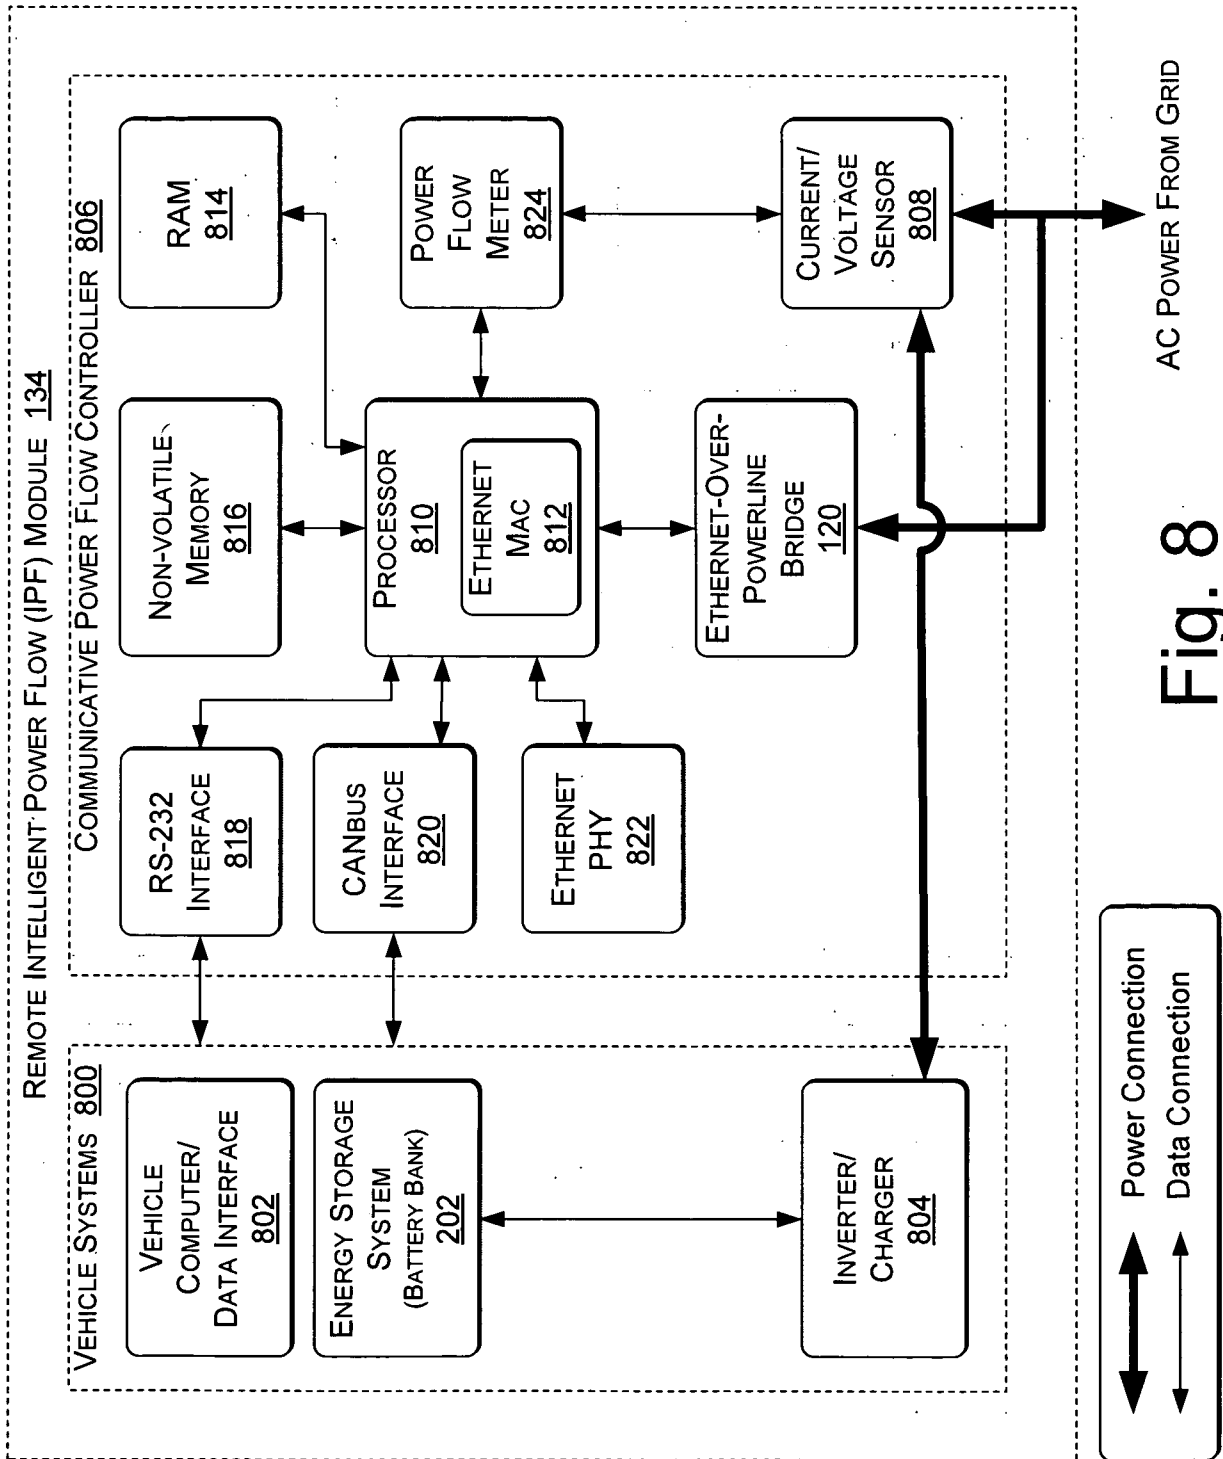 REMOTE INTELLIGENT POWER FLOW (IPF) MODULE 134
VEHICLE SYSTEMS 800
VEHICLE
COMPUTER/
DATA INTERFACE
802
ENERGY STORAGE
SYSTEM
(BATTERY BANK)
202
INVERTER/
CHARGER
804
COMMUNICATIVE POWER FLOW CONTROLLER 806
RS-232
INTERFACE
818
CANBUS
INTERFACE
820
ETHERNET
PHY
822
NON-VOLATILE
MEMORY
816
PROCESSOR
810
ETHERNET
MAC
812
ETHERNET-OVER-
POWERLINE
BRIDGE
120
RAM
814
POWER
FLOW
METER
824
CURRENT/
VOLTAGE
SENSOR
808
AC POWER FROM GRID
Power Connection
Data Connection
Fig. 8